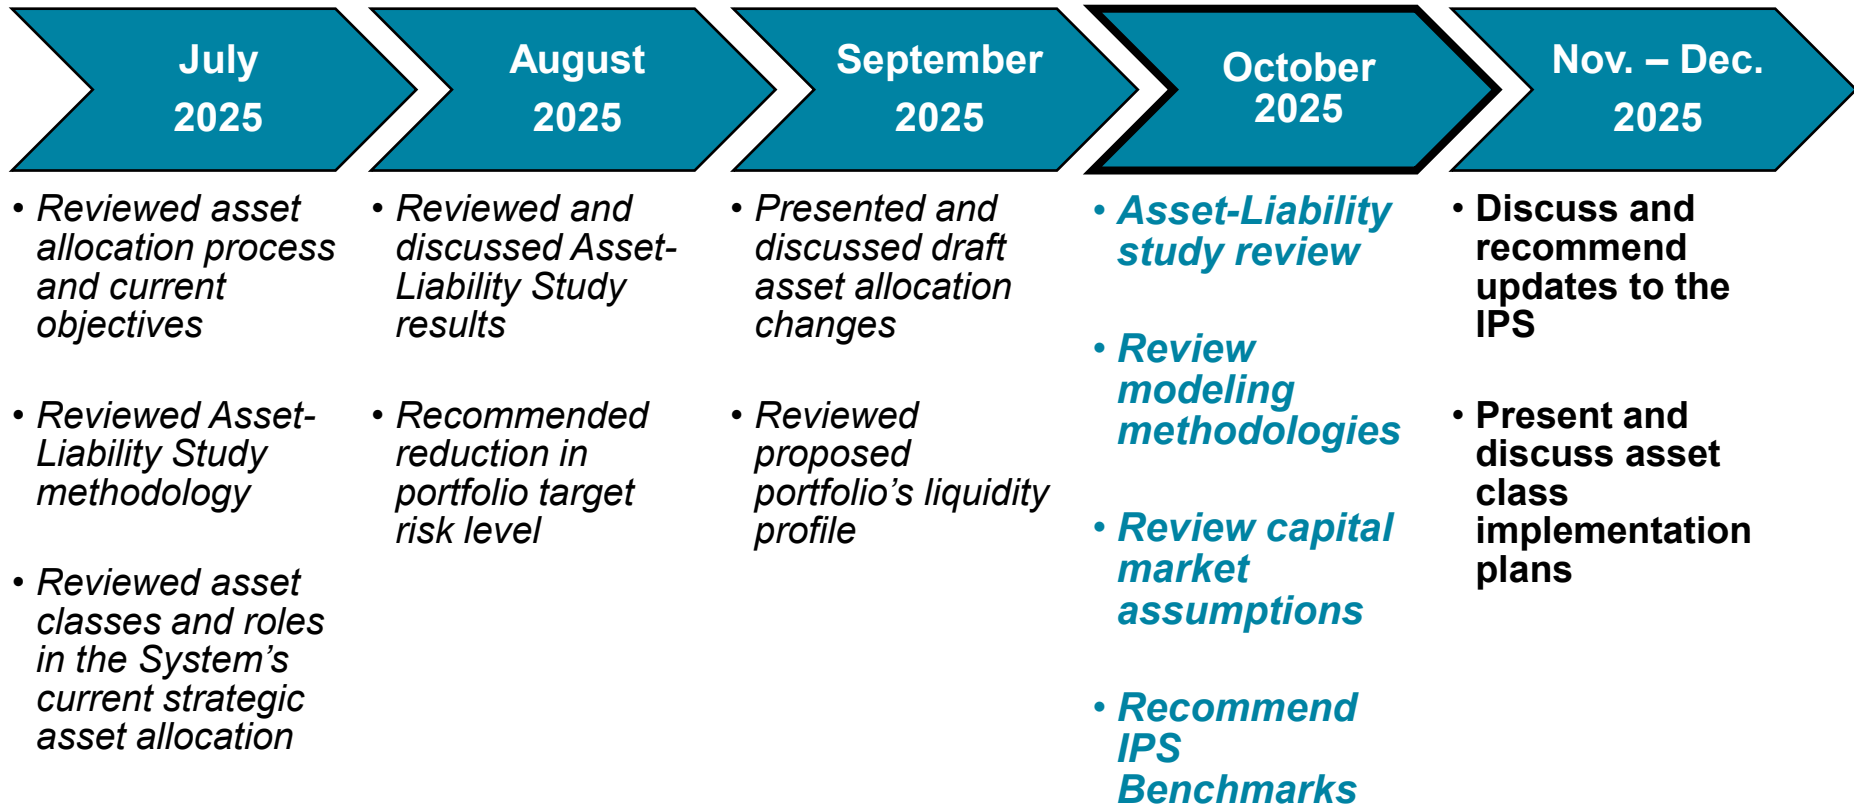 July
2025
August
2025
September
2025
October
2025
Nov. – Dec.
2025
• Reviewed asset
allocation process
and current
objectives
• Reviewed Asset-
Liability Study
methodology
• Reviewed asset
classes and roles
in the System’s
current strategic
asset allocation
• Reviewed and
discussed Asset-
Liability Study
results
• Recommended
reduction in
portfolio target
risk level
• Presented and
discussed draft
asset allocation
changes
• Reviewed
proposed
portfolio’s liquidity
profile
• Asset-Liability
study review
• Review
modeling
methodologies
• Review capital
market
assumptions
• Recommend
IPS
Benchmarks
• Discuss and
recommend
updates to the
IPS
• Present and
discuss asset
class
implementation
plans